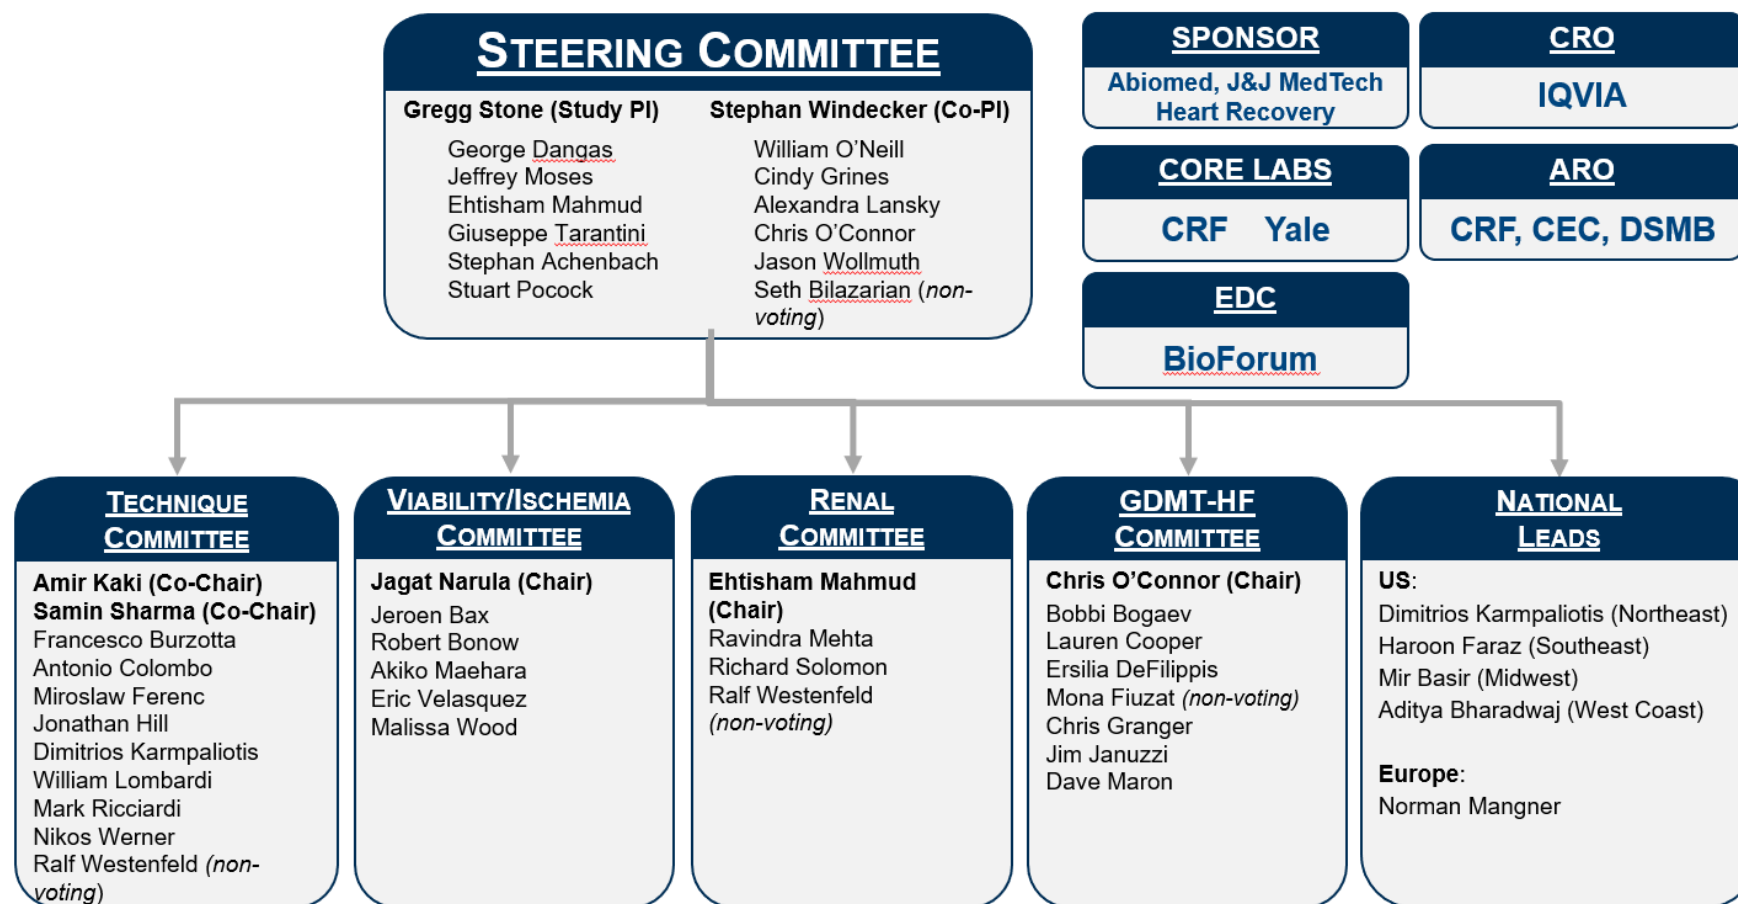 STEERING COMMITTEE
Gregg Stone (Study PI)
George Dangas
Jeffrey Moses
Ehtisham Mahmud
Giuseppe Tarantini
Stephan Achenbach
Stuart Pocock
Stephan Windecker (Co-PI)
William O’Neill
Cindy Grines
Alexandra Lansky
Chris O’Connor
Jason Wollmuth
Seth Bilazarian (non-
voting)
SPONSOR
Abiomed, J&J MedTech
Heart Recovery
CRO
IQVIA
CORE LABS
CRF Yale
ARO
CRF, CEC, DSMB
EDC
BioForum
TECHNIQUE
COMMITTEE
Amir Kaki (Co-Chair)
Samin Sharma (Co-Chair)
Francesco Burzotta
Antonio Colombo
Miroslaw Ferenc
Jonathan Hill
Dimitrios Karmpaliotis
William Lombardi
Mark Ricciardi
Nikos Werner
Ralf Westenfeld (non-
voting)
VIABILITY/ISCHEMIA
COMMITTEE
Jagat Narula (Chair)
Jeroen Bax
Robert Bonow
Akiko Maehara
Eric Velasquez
Malissa Wood
RENAL
COMMITTEE
Ehtisham Mahmud
(Chair)
Ravindra Mehta
Richard Solomon
Ralf Westenfeld
(non-voting)
GDMT-HF
COMMITTEE
Chris O’Connor (Chair)
Bobbi Bogaev
Lauren Cooper
Ersilia DeFilippis
Mona Fiuzat (non-voting)
Chris Granger
Jim Januzzi
Dave Maron
NATIONAL
LEADS
US:
Dimitrios Karmpaliotis (Northeast)
Haroon Faraz (Southeast)
Mir Basir (Midwest)
Aditya Bharadwaj (West Coast)
Europe:
Norman Mangner